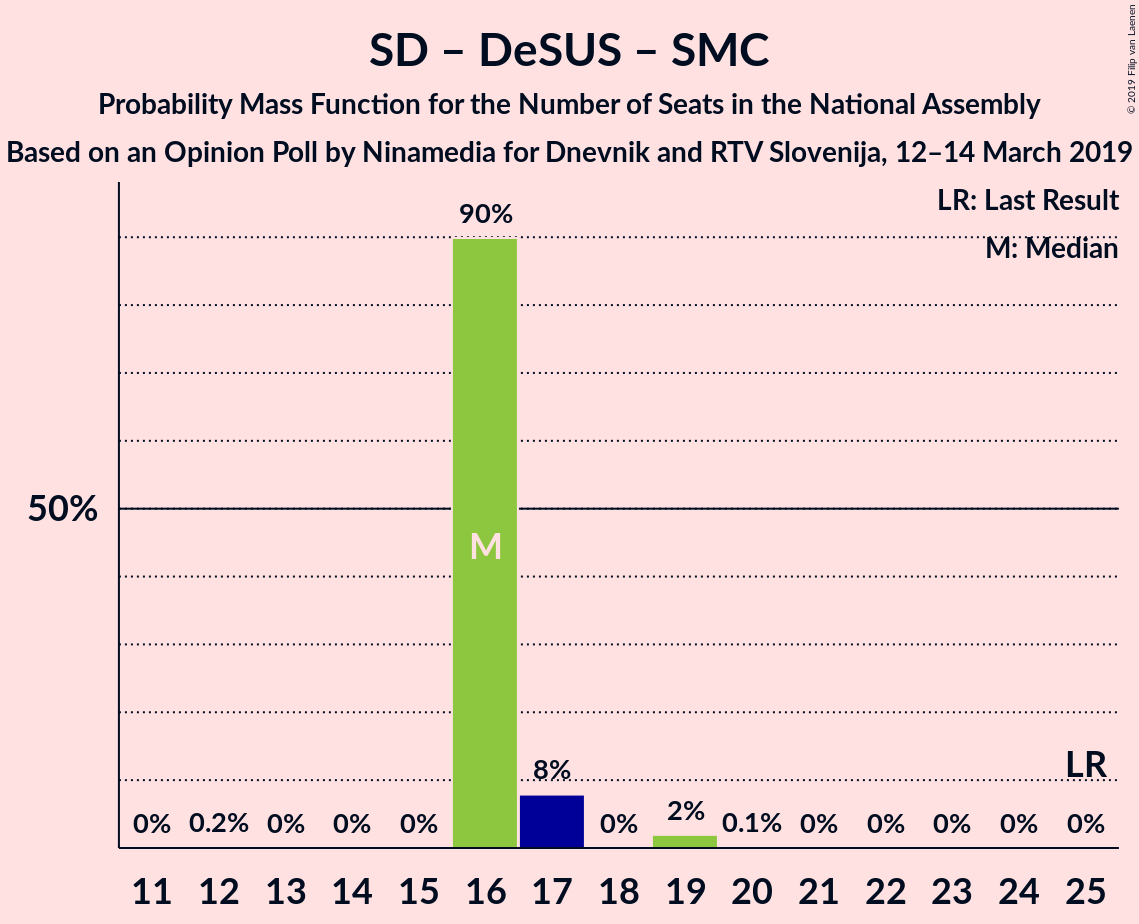 SD – DeSUS – SMC
Probability Mass Function for the Number of Seats in the National Assembly
Based on an Opinion Poll by Ninamedia for Dnevnik and RTV Slovenija, 12–14 March 2019
© 2019 Filip van Laenen
LR: Last Result
M: Median
90%
50%
M
LR
8%
0% 0.2% 0% 0% 0% 0% 2% 0.1% 0% 0% 0% 0% 0%
11 12 13 14 15 16 17 18 19 20 21 22 23 24 25